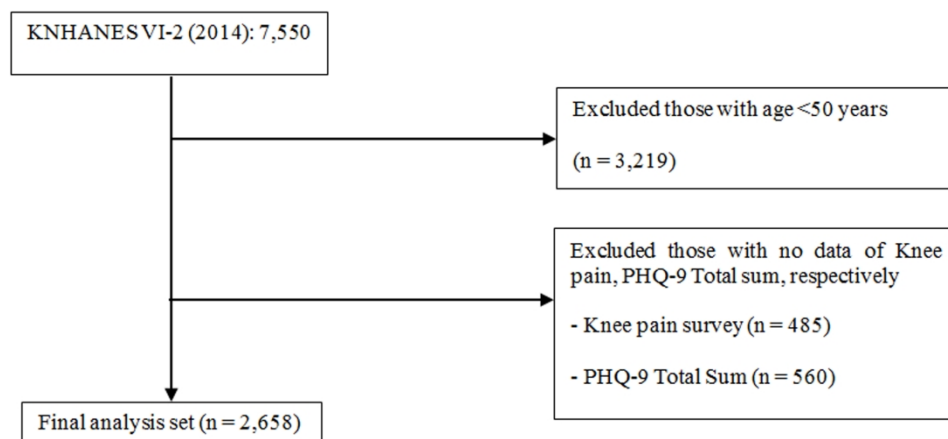 KNHANES VI-2 (2014): 7,550
Excluded those with age <50 years
(n = 3,219)
Excluded those with no data of Knee
pain, PHQ-9 Total sum, respectively
- Knee pain survey (n = 485)
- PHQ-9 Total Sum (n = 560)
Final analysis set (n = 2,658)